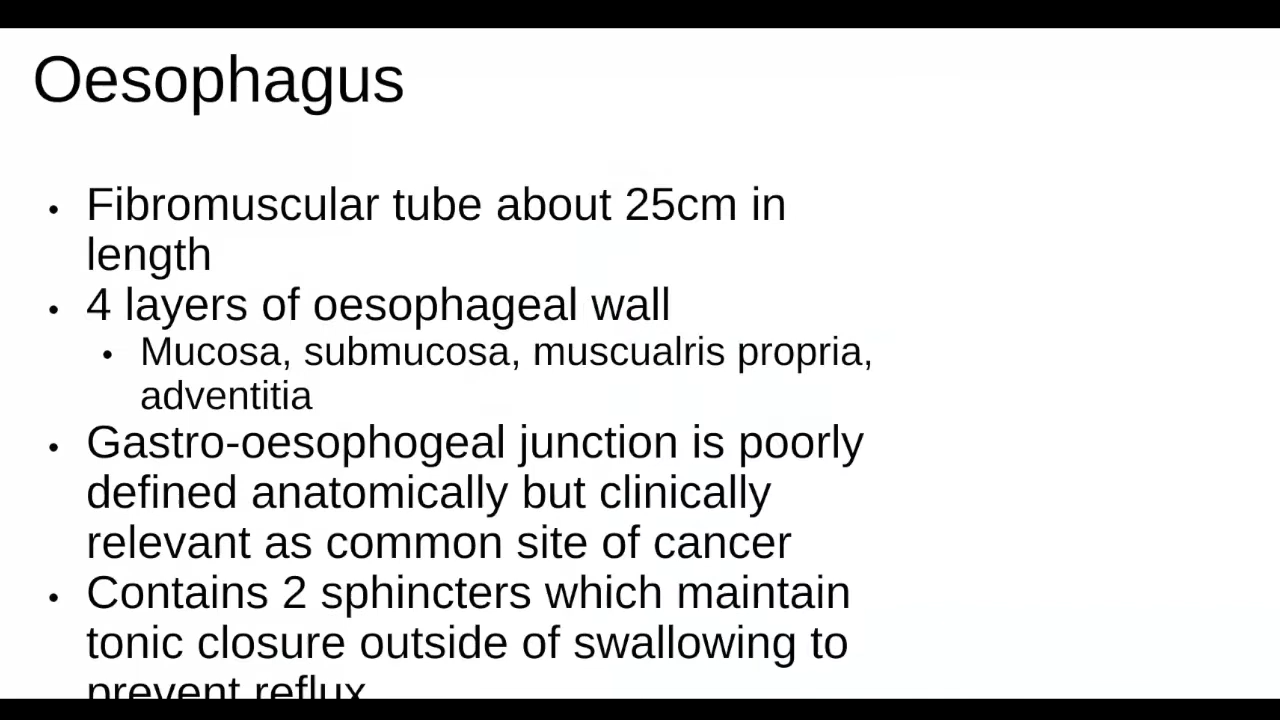 Oesophagus
• Fibromuscular tube about 25cm in
length
• 4 layers of oesophageal wall
• Mucosa, submucosa, muscualris propria,
adventitia
• Gastro-oesophogeal junction is poorly
defined anatomically but clinically
relevant as common site of cancer
• Contains 2 sphincters which maintain
tonic closure outside of swallowing to
prevent reflux